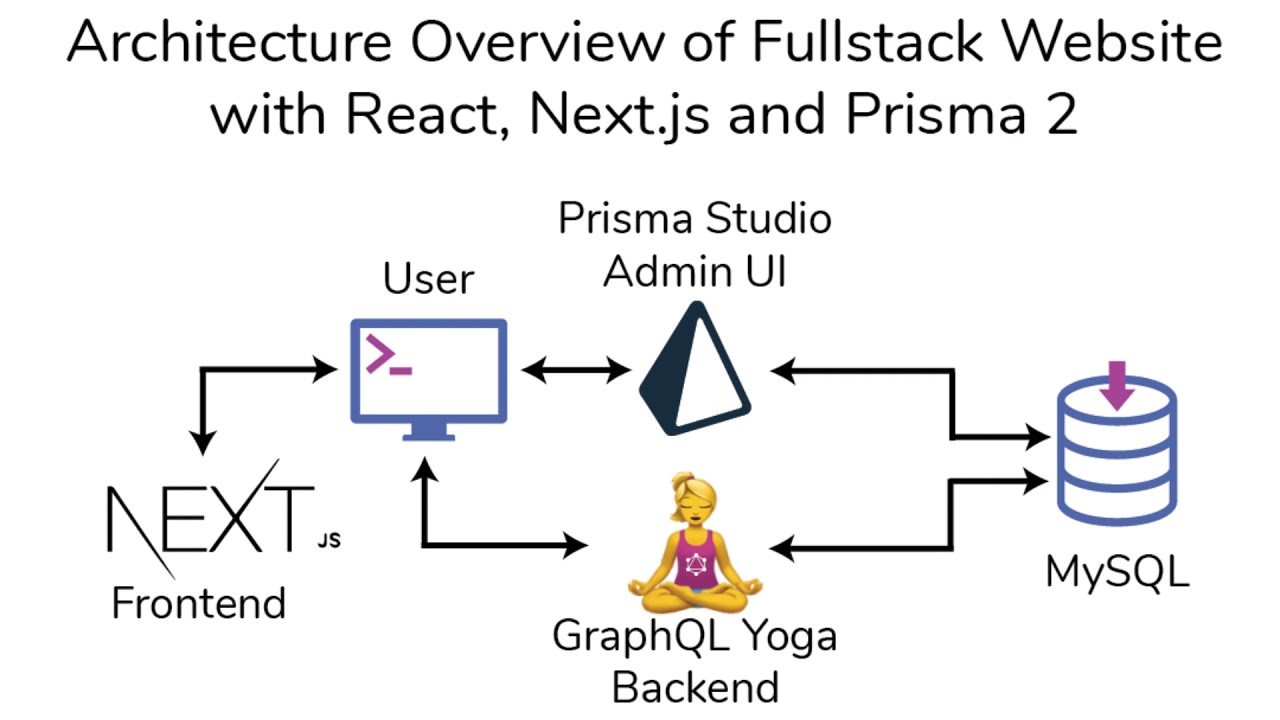 Architecture Overview of Fullstack Website
with React, Next.js and Prisma 2
Prisma Studio
Admin UI
User
>_
NEXT.JS
Frontend
GraphQL Yoga
Backend
MySQL